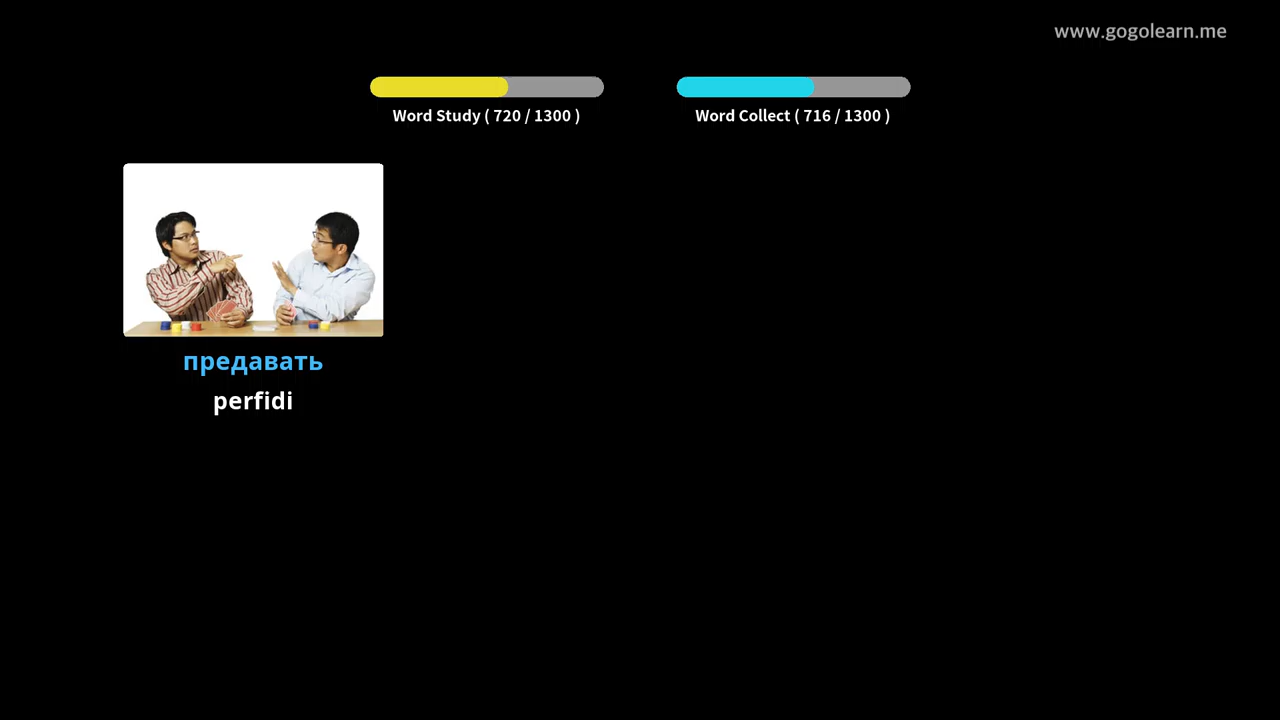 www.gogolearn.me
Word Study ( 720 / 1300 )
Word Collect ( 716 / 1300 )
предавать
perfidi